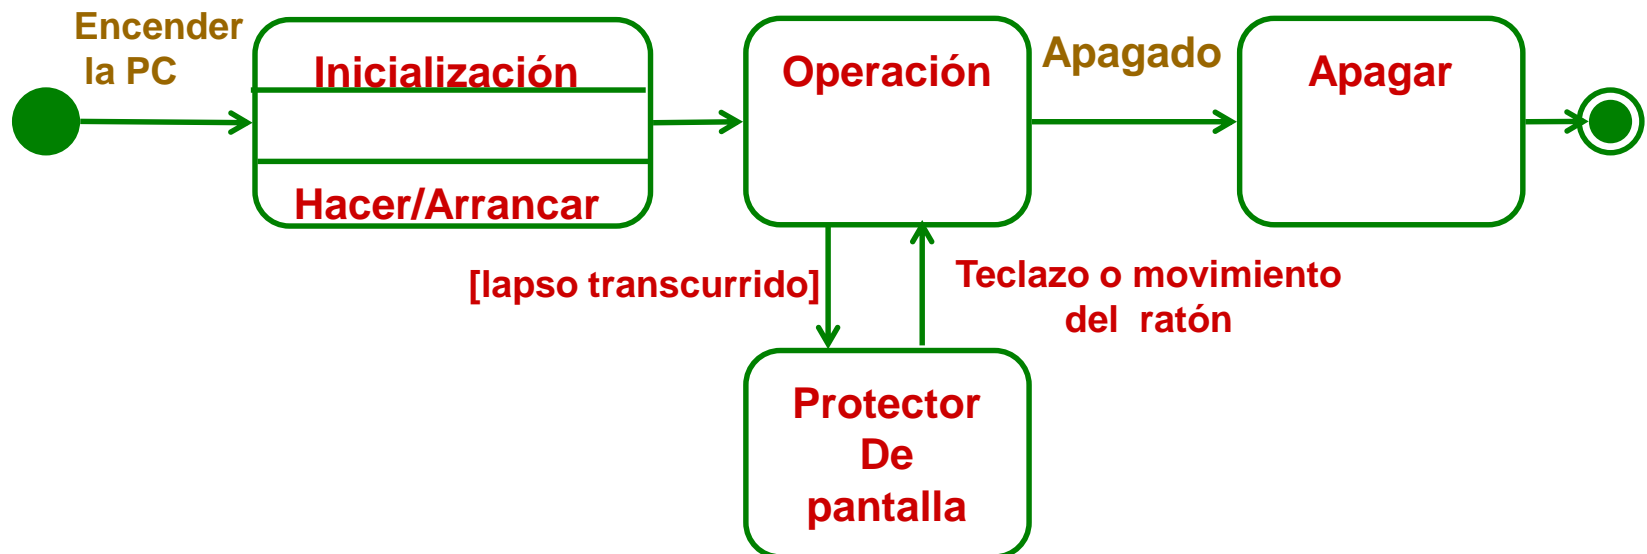 Encender
la PC
Inicialización
Hacer/Arrancar
Operación
Apagado
Apagar
[lapso transcurrido]
Teclazo o movimiento
del ratón
Protector
De
pantalla